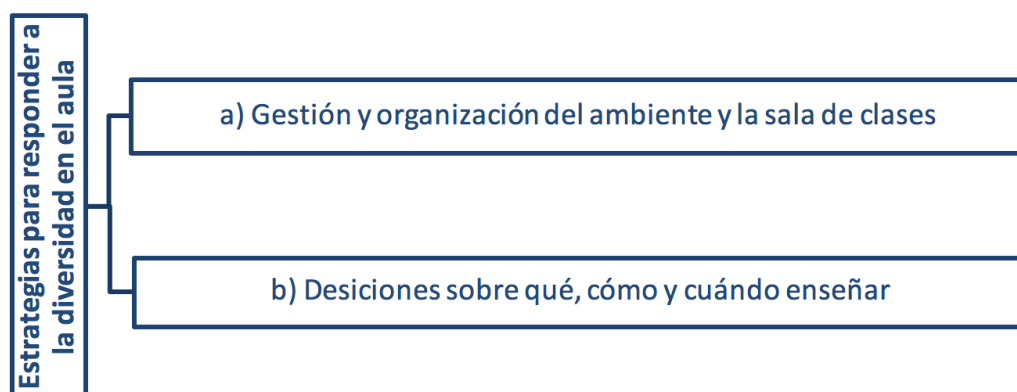 Estrategias para responder a
la diversidad en el aula
a) Gestión y organización del ambiente y la sala de clases
b) Desiciones sobre qué, cómo y cuándo enseñar